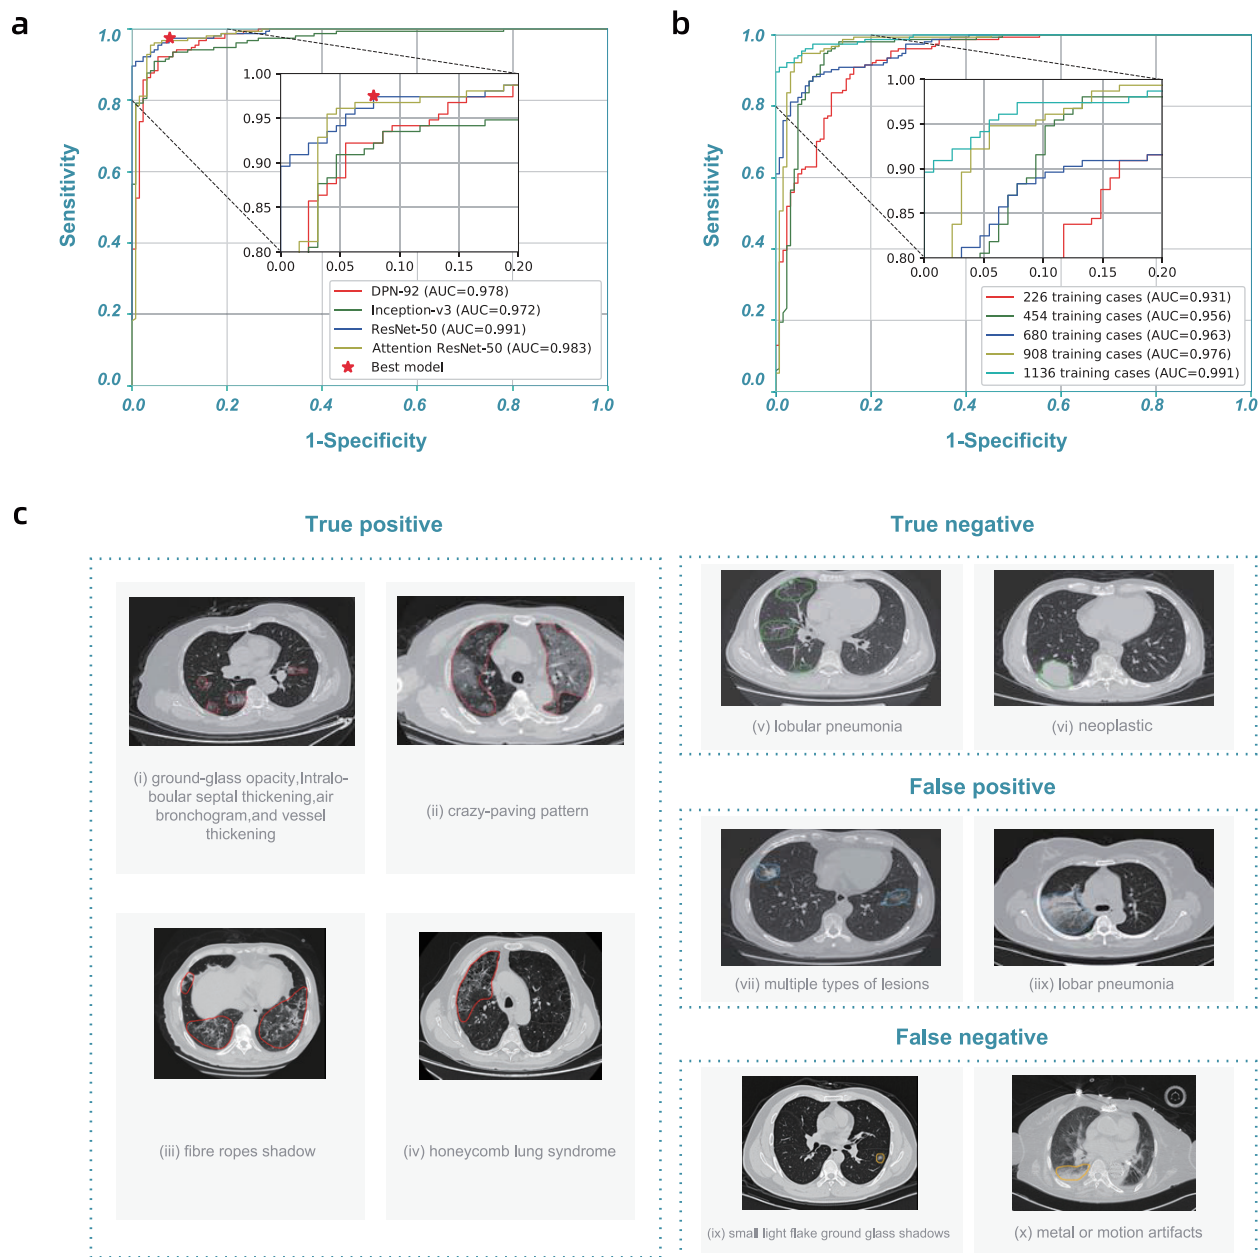 a
1.0
0.8
0.6
0.4
0.2
0.0
Sensitivity
0.0
0.2
0.4
0.6
0.8
1.0
1-Specificity
1.00
0.95
0.90
0.85
0.80
0.00
0.05
0.10
0.15
0.20
DPN-92 (AUC=0.978)
Inception-v3 (AUC=0.972)
ResNet-50 (AUC=0.991)
Attention ResNet-50 (AUC=0.983)
Best model
b
1.0
0.8
0.6
0.4
0.2
0.0
Sensitivity
0.0
0.2
0.4
0.6
0.8
1.0
1-Specificity
1.00
0.95
0.90
0.85
0.80
0.00
0.05
0.10
0.15
0.20
226 training cases (AUC=0.931)
454 training cases (AUC=0.956)
680 training cases (AUC=0.963)
908 training cases (AUC=0.976)
1136 training cases (AUC=0.991)
c
True positive
(i) ground-glass opacity,Intralo-
boular septal thickening,air
bronchogram,and vessel
thickening
(ii) crazy-paving pattern
(iii) fibre ropes shadow
(iv) honeycomb lung syndrome
True negative
(v) lobular pneumonia
(vi) neoplastic
False positive
(vii) multiple types of lesions
(iix) lobar pneumonia
False negative
(ix) small light flake ground glass shadows
(x) metal or motion artifacts